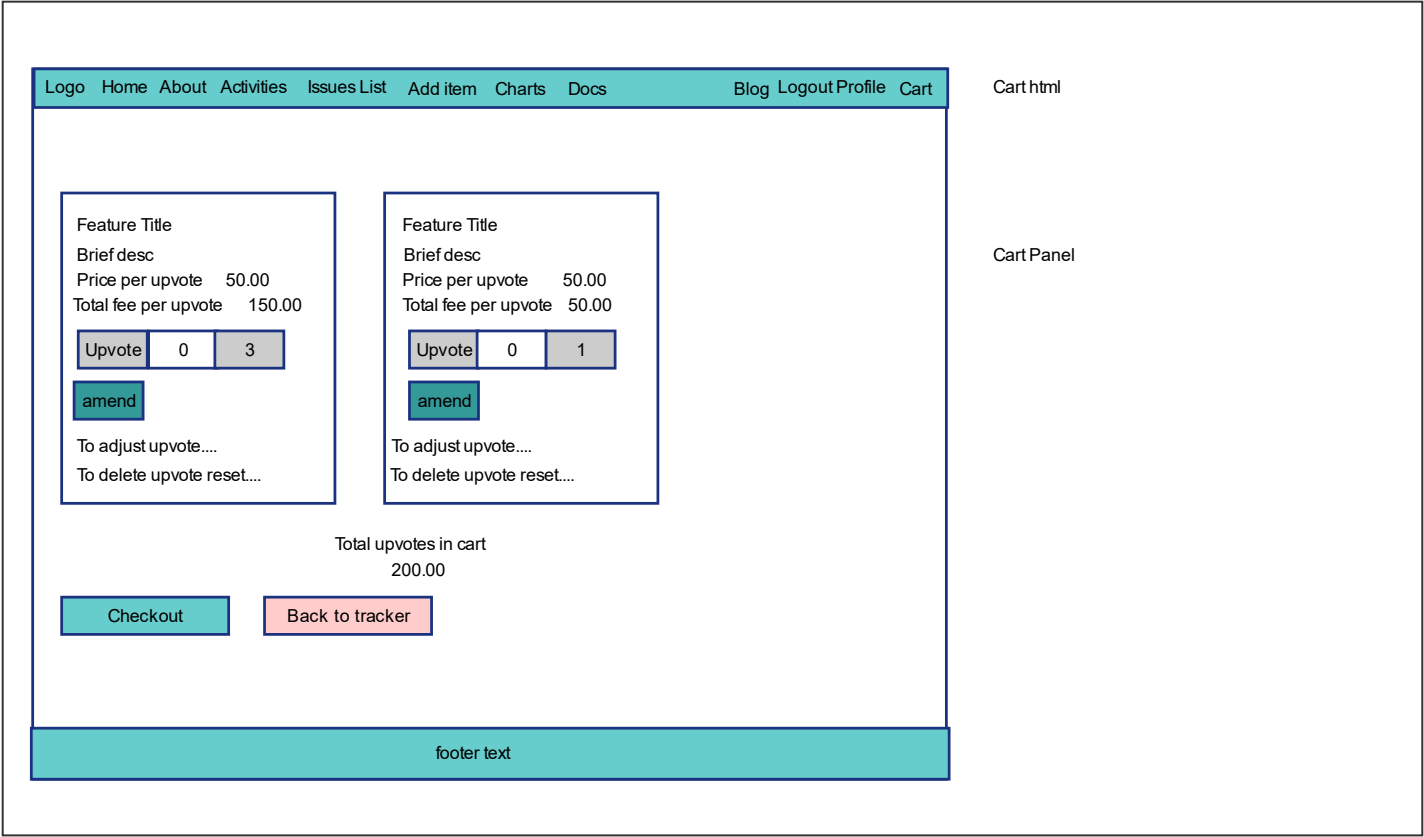 Logo Home About Activities Issues List Add item Charts Docs Blog Logout Profile Cart
Cart html
Feature Title
Brief desc
Price per upvote 50.00
Total fee per upvote 150.00
Upvote 0 3
amend
To adjust upvote....
To delete upvote reset....
Feature Title
Brief desc
Price per upvote 50.00
Total fee per upvote 50.00
Upvote 0 1
amend
To adjust upvote....
To delete upvote reset....
Cart Panel
Total upvotes in cart
200.00
Checkout
Back to tracker
footer text